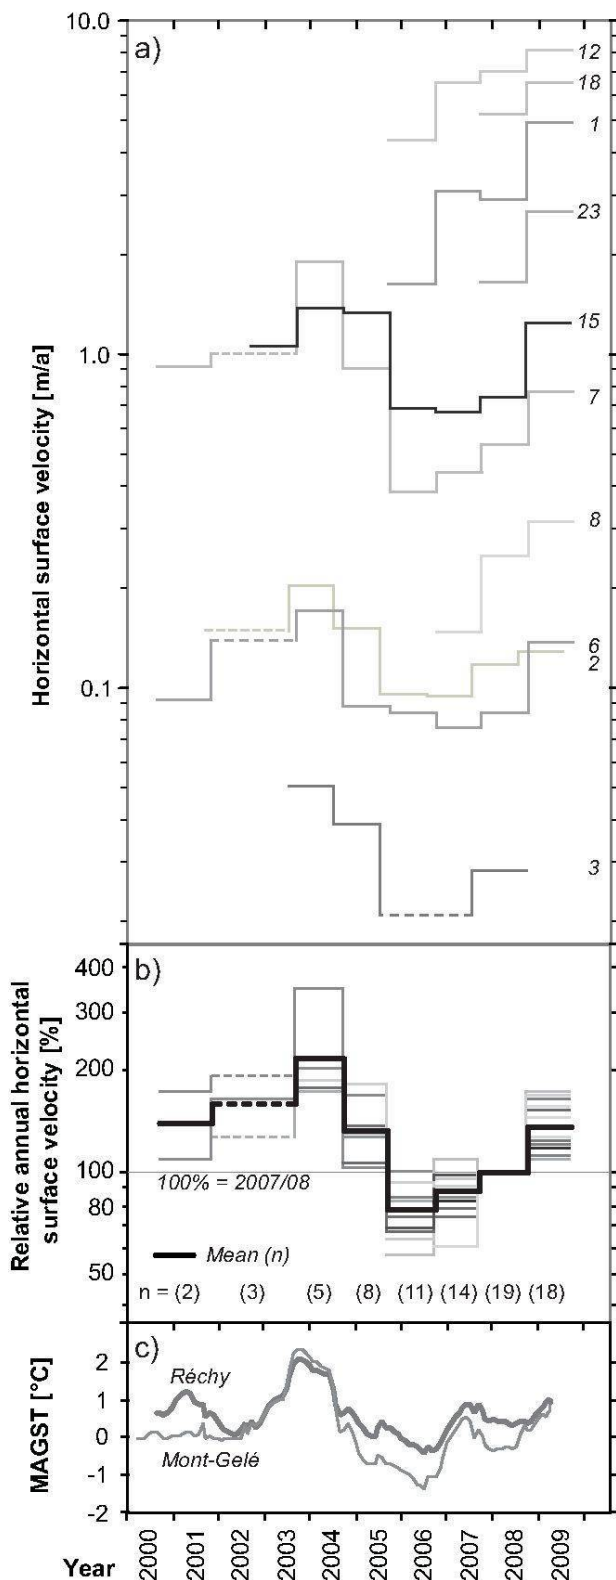 a)
10.0
1.0
0.1
Horizontal surface velocity [m/a]
12
18
1
23
15
7
8
6
2
3
b)
400
300
200
100
80
50
Relative annual horizontal
surface velocity [%]
100% = 2007/08
Mean (n)
n = (2) (3) (5) (8) (11) (14) (19) (18)
c)
2
1
0
-1
-2
MAGST [°C]
Réchy
Mont-Gelé
Year 2000 2001 2002 2003 2004 2005 2006 2007 2008 2009